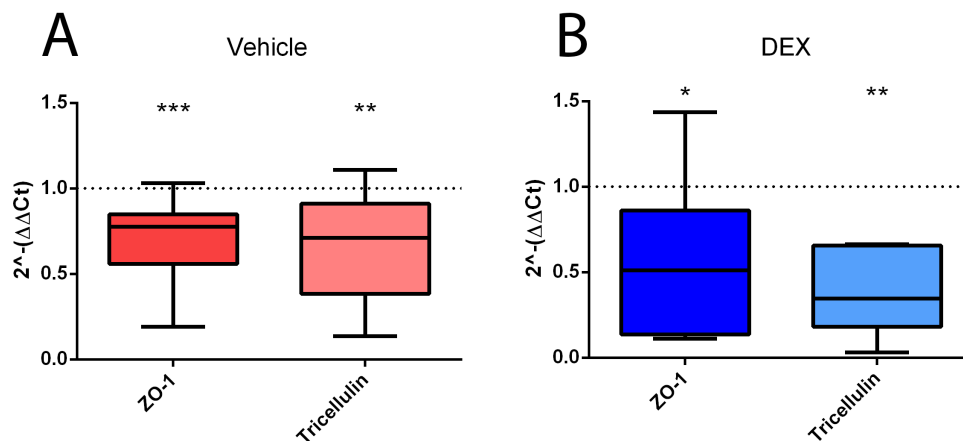 A
Vehicle
***
**
1.5
1.0
0.5
0.0
2^-(ΔΔCt)
ZO-1
Tricellulin
B
DEX
*
**
1.5
1.0
0.5
0.0
2^-(ΔΔCt)
ZO-1
Tricellulin